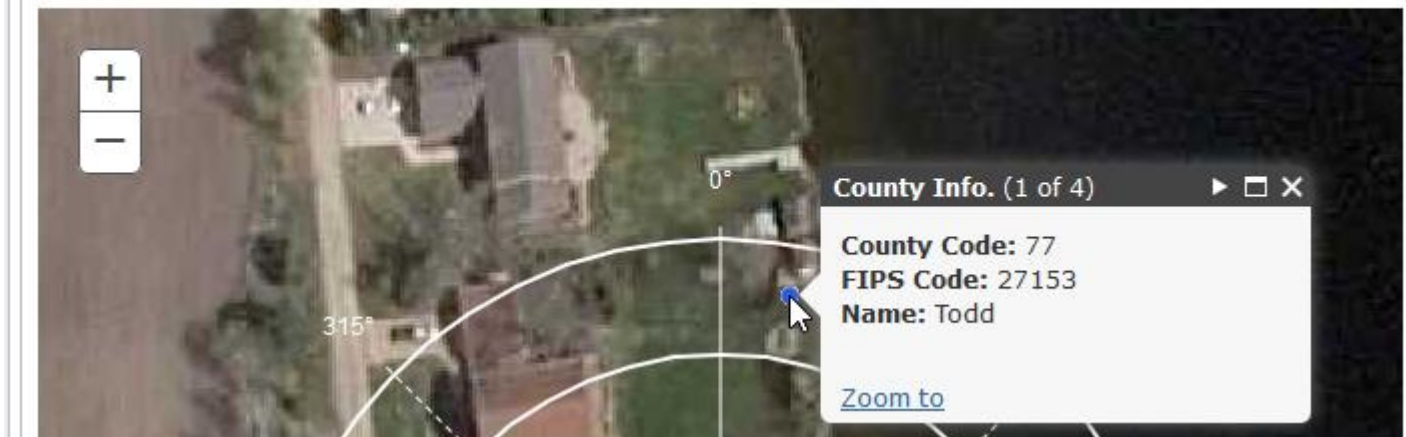 +
−
0°
315°
County Info. (1 of 4)
County Code: 77
FIPS Code: 27153
Name: Todd
Zoom to